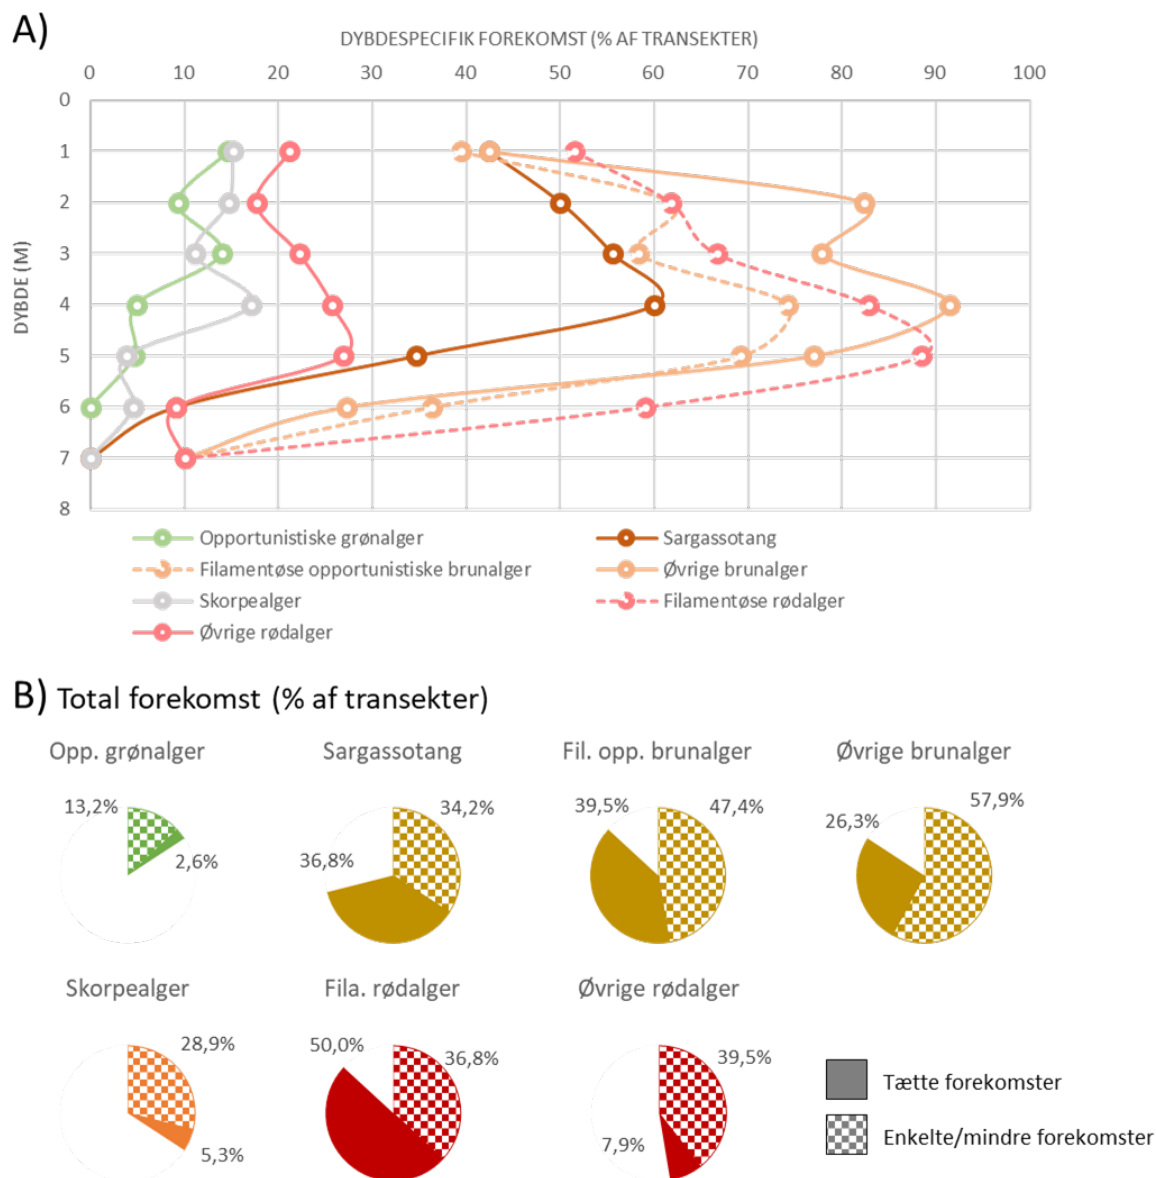 A)
DYBDESPECIFIK FOREKOMST (% AF TRANSEKTER)
0 10 20 30 40 50 60 70 80 90 100
0
1
2
3
4
5
6
7
8
DYBDE (M)
Opportunistiske grønalger
Sargassotang
Filamentøse opportunistiske brunalger
Øvrige brunalger
Skorpealger
Filamentøse rødalger
Øvrige rødalger
B) Total forekomst (% af transekter)
Opp. grønalger
Sargassotang
Fil. opp. brunalger
Øvrige brunalger
13,2%
2,6%
34,2%
36,8%
39,5%
47,4%
57,9%
26,3%
Skorpealger
Fila. rødalger
Øvrige rødalger
28,9%
5,3%
50,0%
36,8%
39,5%
7,9%
Tætte forekomster
Enkelte/mindre forekomster